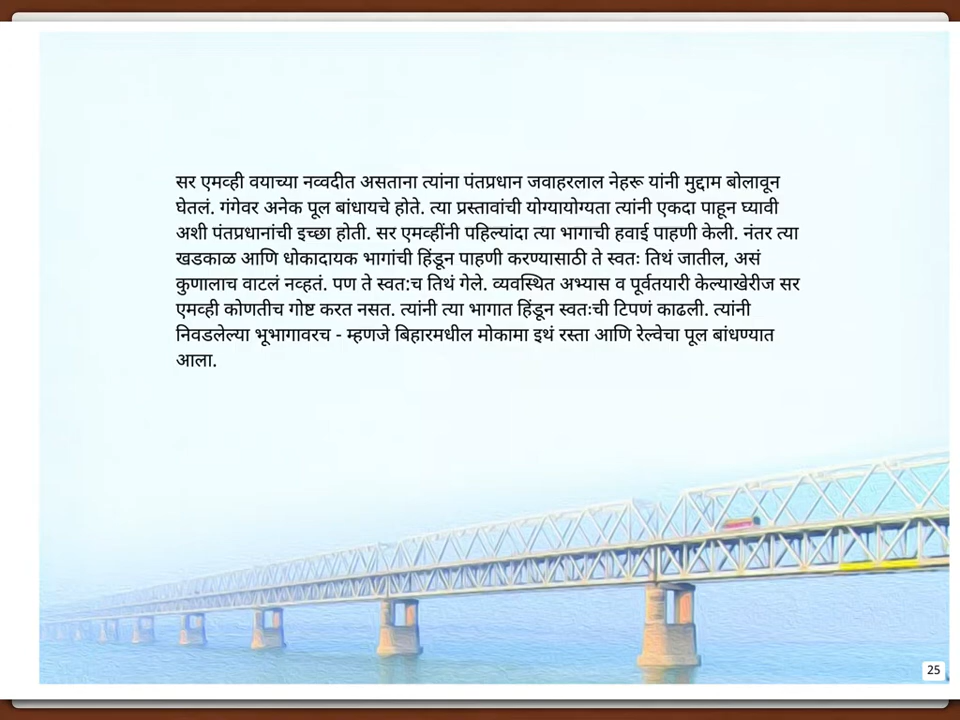 सर एमव्ही वयाच्या नव्वदीत असताना त्यांना पंतप्रधान जवाहरलाल नेहरू यांनी मुद्दाम बोलावून
घेतलं. गंगेवर अनेक पूल बांधायचे होते. त्या प्रस्तावांची योग्यायोग्यता त्यांनी एकदा पाहून घ्यावी
अशी पंतप्रधानांची इच्छा होती. सर एमव्हींनी पहिल्यांदा त्या भागाची हवाई पाहणी केली. नंतर त्या
खडकाळ आणि धोकादायक भागांची हिंडून पाहणी करण्यासाठी ते स्वतः तिथं जातील, असं
कुणालाच वाटलं नव्हतं. पण ते स्वत:च तिथं गेले. व्यवस्थित अभ्यास व पूर्वतयारी केल्याखेरीज सर
एमव्ही कोणतीच गोष्ट करत नसत. त्यांनी त्या भागात हिंडून स्वतःची टिपणं काढली. त्यांनी
निवडलेल्या भूभागावरच - म्हणजे बिहारमधील मोकामा इथं रस्ता आणि रेल्वेचा पूल बांधण्यात
आला.
25